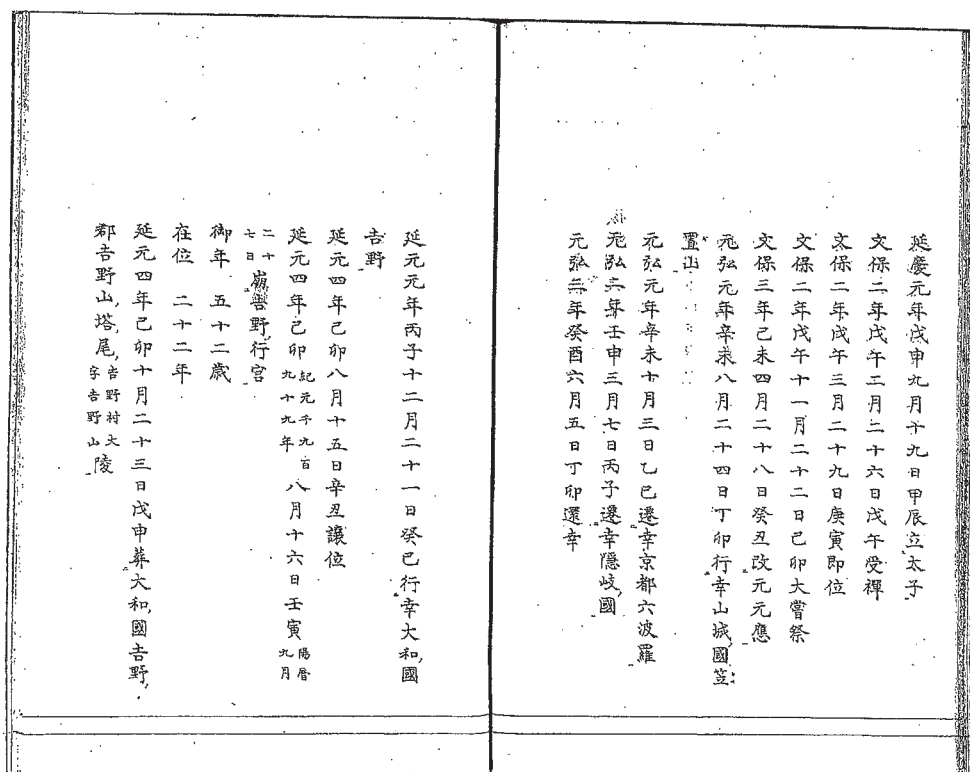 延慶元年戊申九月十九日甲辰立太子
文保二年戊午二月二十六日戊午受禪
文保二年戊午三月二十九日庚寅即位
文保二年戊午十一月二十二日己卯大嘗祭
文保三年己未四月二十八日癸丑改元元應
元弘元年辛未八月二十四日丁卯行幸山城國笠
置山
元弘元年辛未十月三日乙巳遷幸京都六波羅
元弘二年壬申三月七日丙子遷幸隱岐國
元弘三年癸酉六月五日丁卯還幸
延元元年丙子十二月二十一日癸巳行幸大和國
吉野
延元四年己卯八月十五日辛丑讓位
延元四年己卯紀元千九百九十九年八月十六日壬寅陽曆九月
二十七日崩吉野行宮
御年 五十二歲
在位 二十二年
延元四年己卯十月二十三日戊申葬大和國吉野
郡吉野山塔尾吉野村大字吉野山陵